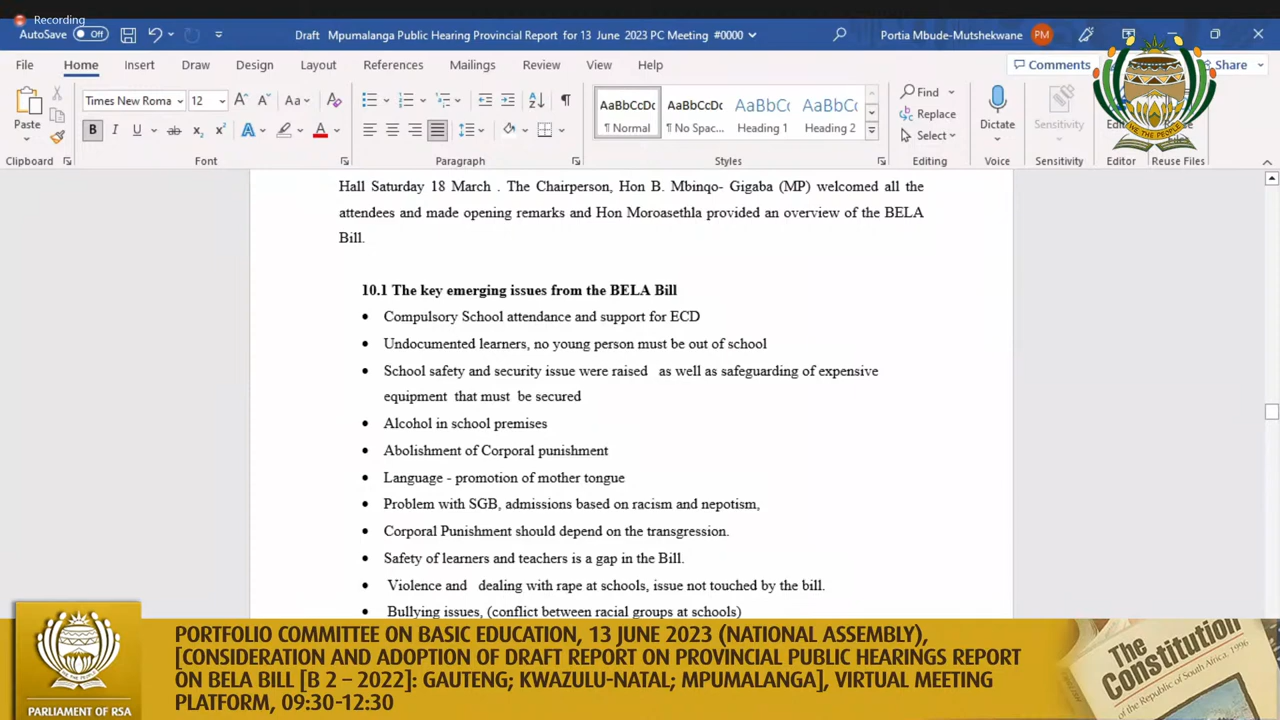 Recording
AutoSave Off Draft Mpumalanga Public Hearing Provincial Report for 13 June 2023 PC Meeting #0000 Portia Mbude-Mutshekwane PM
File Home Insert Draw Design Layout References Mailings Review View Help Comments Share
Paste Times New Roma 12 Aa AaBbCcDc AaBbCcDc AaBbCc AaBbCc Find
¶ Normal ¶ No Spac... Heading 1 Heading 2 Replace Dictate Sensitivity
Select
Clipboard Font Paragraph Styles Editing Voice Sensitivity Editor Reuse Files
THE PEOPLE
Hall Saturday 18 March . The Chairperson, Hon B. Mbinqo- Gigaba (MP) welcomed all the
attendees and made opening remarks and Hon Moroasethla provided an overview of the BELA
Bill.
10.1 The key emerging issues from the BELA Bill
• Compulsory School attendance and support for ECD
• Undocumented learners, no young person must be out of school
• School safety and security issue were raised as well as safeguarding of expensive
equipment that must be secured
• Alcohol in school premises
• Abolishment of Corporal punishment
• Language - promotion of mother tongue
• Problem with SGB, admissions based on racism and nepotism,
• Corporal Punishment should depend on the transgression.
• Safety of learners and teachers is a gap in the Bill.
• Violence and dealing with rape at schools, issue not touched by the bill.
• Bullying issues, (conflict between racial groups at schools)
PORTFOLIO COMMITTEE ON BASIC EDUCATION, 13 JUNE 2023 (NATIONAL ASSEMBLY),
[CONSIDERATION AND ADOPTION OF DRAFT REPORT ON PROVINCIAL PUBLIC HEARINGS REPORT
ON BELA BILL [B 2 – 2022]: GAUTENG; KWAZULU-NATAL; MPUMALANGA], VIRTUAL MEETING
PLATFORM, 09:30-12:30
PARLIAMENT OF RSA
The
Constitution
of the Republic of South Africa, 1996